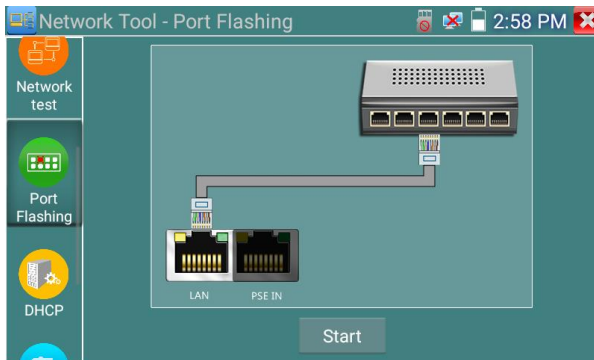 Network Tool - Port Flashing
2:58 PM
Network
test
Port
Flashing
DHCP
LAN
PSE IN
Start